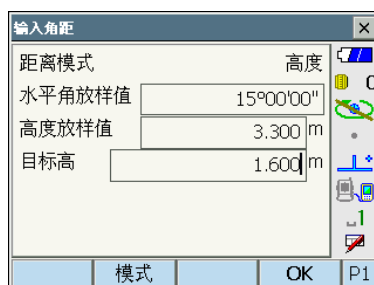 输入角距
距离模式 高度
水平角放样值 15°00'00"
高度放样值 3.300 m
目标高 1.600 m
模式 OK P1